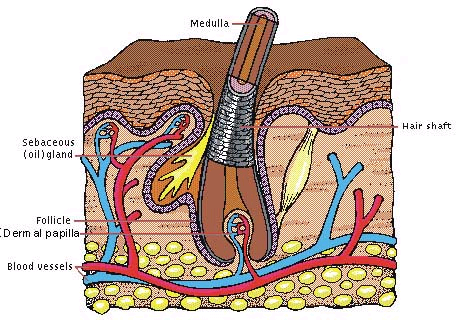 Medulla
Hair shaft
Sebaceous
(oil)gland
Follicle
(Dermal papilla
Blood vessels